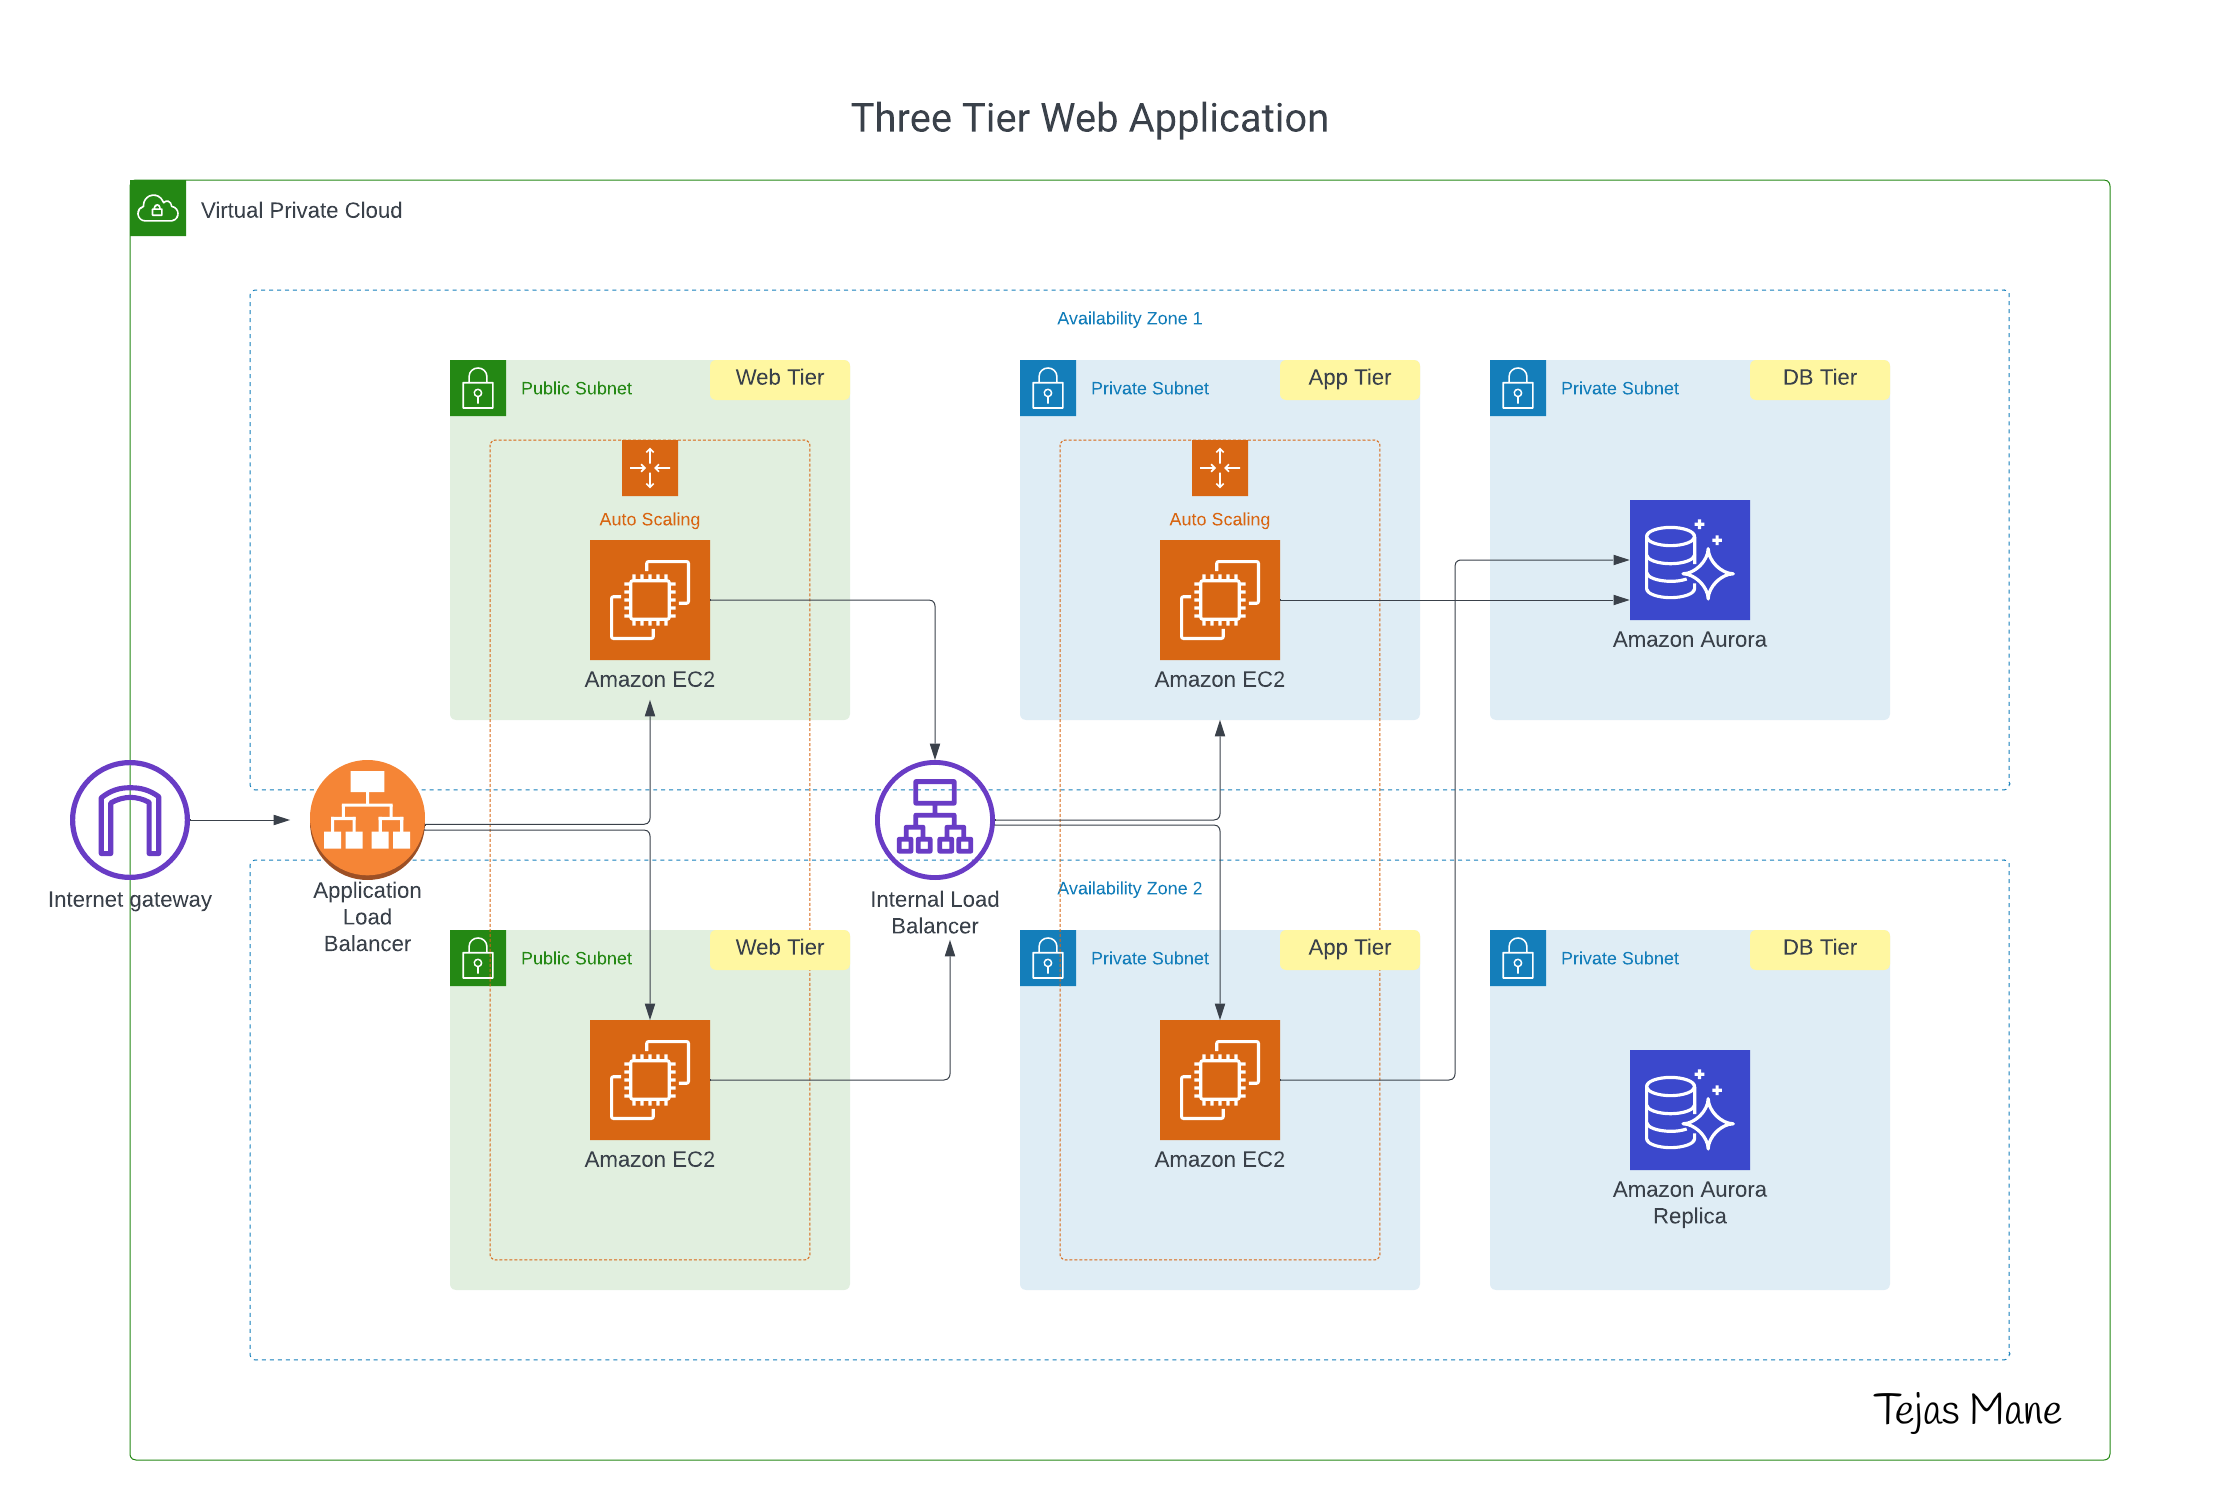 Three Tier Web Application
Virtual Private Cloud
Availability Zone 1
Public Subnet
Web Tier
Private Subnet
App Tier
Private Subnet
DB Tier
Auto Scaling
Auto Scaling
Amazon EC2
Amazon EC2
Amazon Aurora
Internet gateway
Application
Load
Balancer
Internal Load
Balancer
Availability Zone 2
Public Subnet
Web Tier
Private Subnet
App Tier
Private Subnet
DB Tier
Amazon EC2
Amazon EC2
Amazon Aurora
Replica
Tejas Mane